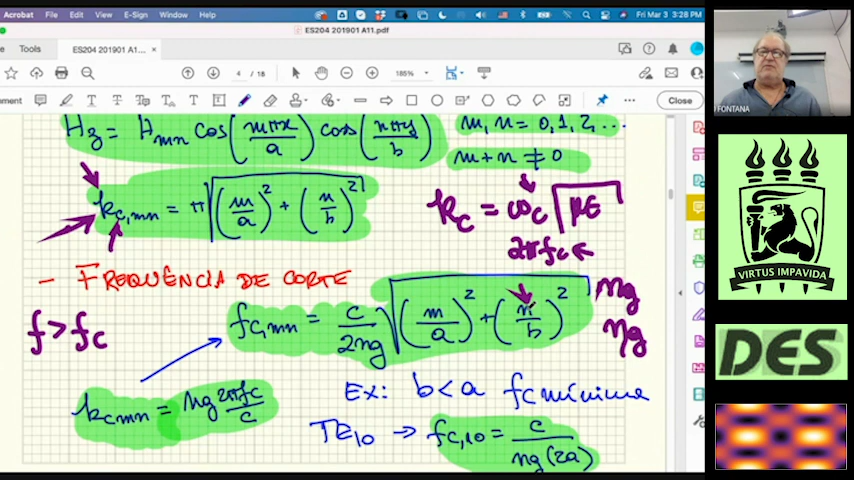 Acrobat File Edit View E-Sign Window Help Fri Mar 3 3:28 PM
ES204 201901 A11.pdf
Tools ES204 201901 A1... ×
4 / 18 185%
Close
Hz = Hmn cos(mπx/a) cos(nπy/b) m, n = 0, 1, 2, ...
m + n ≠ 0
kc,mn = π√((m/a)² + (n/b)²) kc = ωc √με
2πfc ←
- FREQUÊNCIA DE CORTE
fc,mn = c/2ng √((m/a)² + (n/b)²) ng
f > fc ng
kcmn = ng 2πfc/c Ex: b < a fc mínima
TE10 → fc,10 = c/ng(2a)
FONTANA
VIRTUS IMPAVIDA
DES